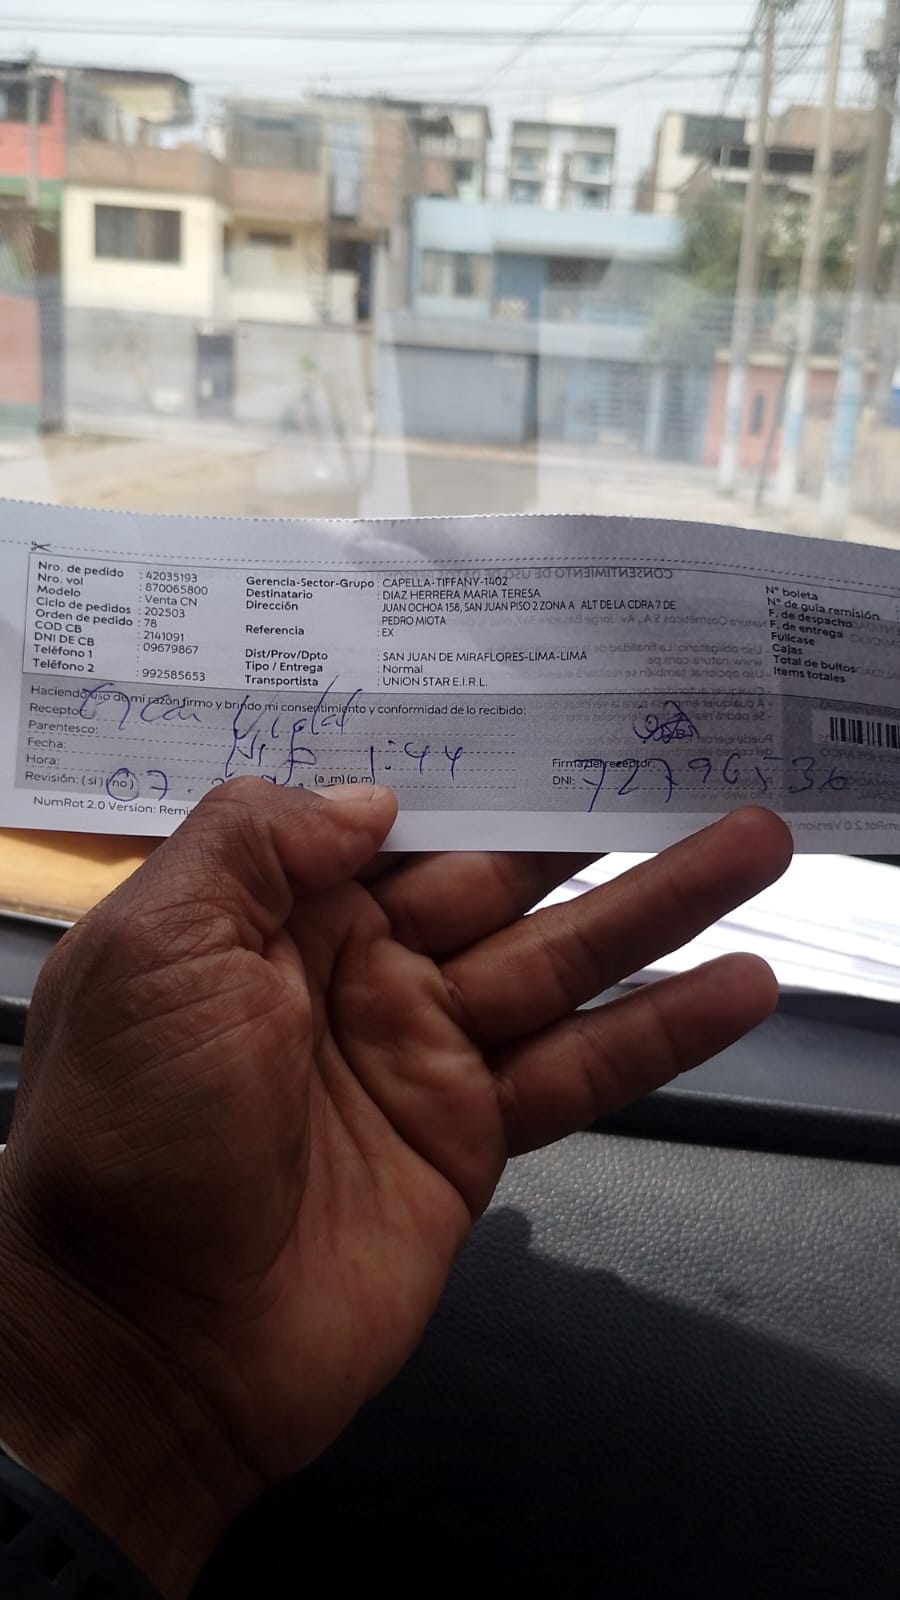 Nro. de pedido : 42035193
Nro. vol : 870065800
Modelo : Venta CN
Ciclo de pedidos : 202503
Orden de pedido : 78
COD CB : 2141091
DNI DE CB : 09679867
Teléfono 1 :
Teléfono 2 : 992585653
Gerencia-Sector-Grupo : CAPELLA-TIFFANY-1402
Destinatario : DIAZ HERRERA MARIA TERESA
Dirección JUAN OCHOA 158, SAN JUAN PISO 2 ZONA A ALT DE LA CDRA 7 DE
PEDRO MIOTA
Referencia : EX
Dist/Prov/Dpto : SAN JUAN DE MIRAFLORES-LIMA-LIMA
Tipo / Entrega : Normal
Transportista : UNION STAR E.I.R.L.
N° boleta
N° de guía remisión
F. de despacho
F. de entrega
Fullcase
Cajas
Total de bultos
Items totales
Haciendo uso de mi razón firmo y brindo mi consentimiento y conformidad de lo recibido:
Receptor:
Parentesco:
Fecha:
Hora: 1:44
(a.m) (p.m)
Revisión: (si) (no)
Firma del receptor:
DNI:
NumRot 2.0 Version: Remi